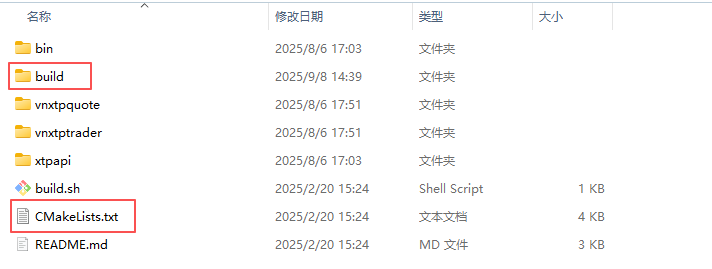 名称 修改日期 类型 大小
bin 2025/8/6 17:03 文件夹
build 2025/9/8 14:39 文件夹
vnxtpquote 2025/8/6 17:51 文件夹
vnxtptrader 2025/8/6 17:51 文件夹
xtpapi 2025/8/6 17:03 文件夹
build.sh 2025/2/20 15:24 Shell Script 1 KB
CMakeLists.txt 2025/2/20 15:24 文本文档 4 KB
README.md 2025/2/20 15:24 MD 文件 3 KB